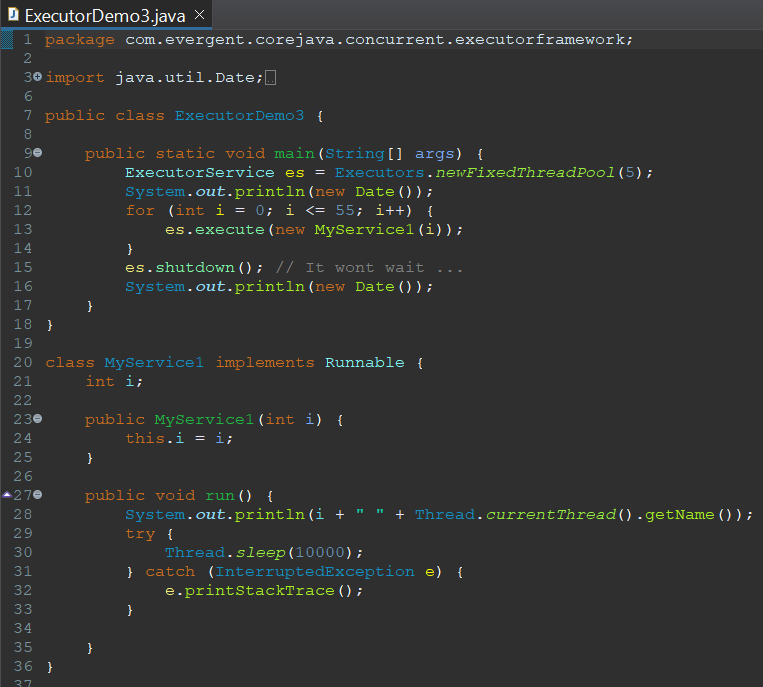 ExecutorDemo3.java
1 package com.evergent.corejava.concurrent.executorframework;
2
3 import java.util.Date;
6
7 public class ExecutorDemo3 {
8
9     public static void main(String[] args) {
10         ExecutorService es = Executors.newFixedThreadPool(5);
11         System.out.println(new Date());
12         for (int i = 0; i <= 55; i++) {
13             es.execute(new MyService1(i));
14         }
15         es.shutdown(); // It wont wait ...
16         System.out.println(new Date());
17     }
18 }
19
20 class MyService1 implements Runnable {
21     int i;
22
23     public MyService1(int i) {
24         this.i = i;
25     }
26
27     public void run() {
28         System.out.println(i + " " + Thread.currentThread().getName());
29         try {
30             Thread.sleep(10000);
31         } catch (InterruptedException e) {
32             e.printStackTrace();
33         }
34
35     }
36 }
37